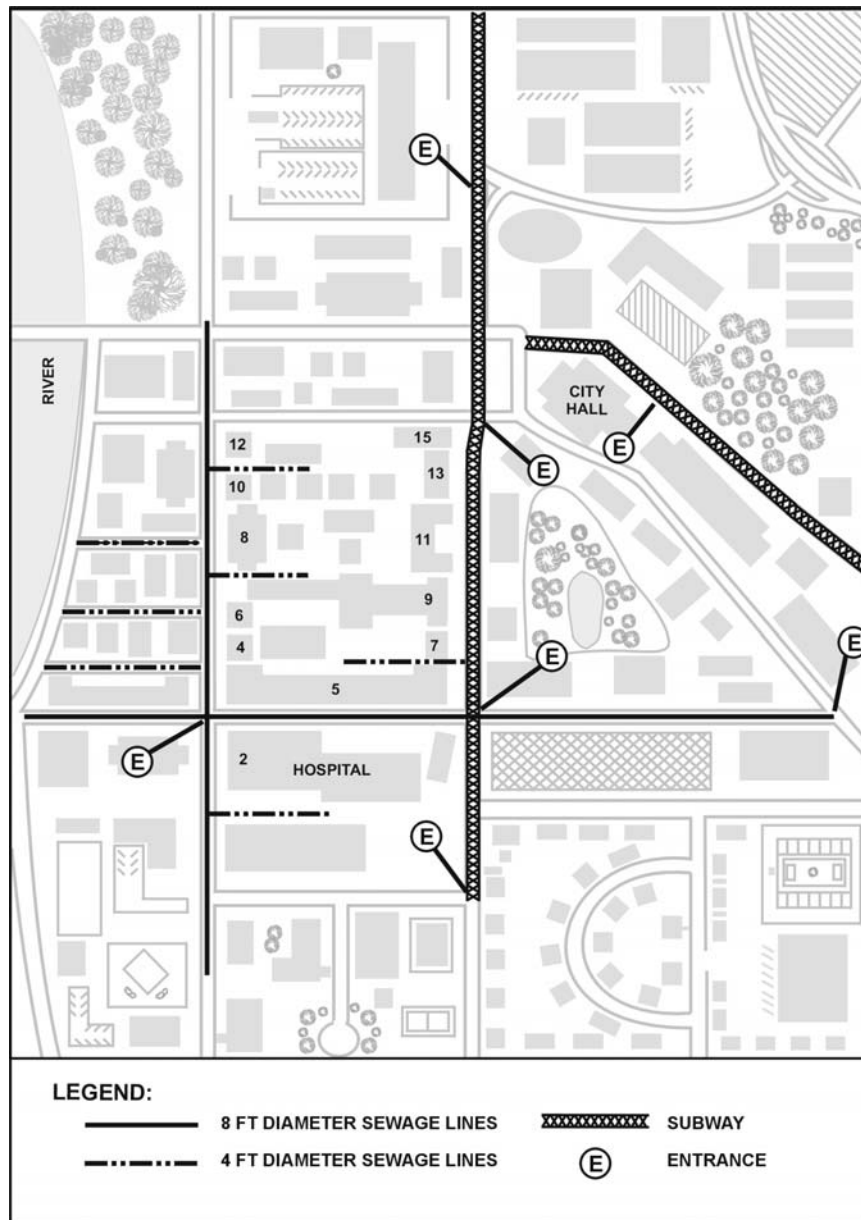 E
RIVER
CITY
HALL
E
15
12
E
E
13
10
8
11
9
6
E
4
7
E
5
E
2
HOSPITAL
E
LEGEND:
8 FT DIAMETER SEWAGE LINES
SUBWAY
4 FT DIAMETER SEWAGE LINES
E
ENTRANCE